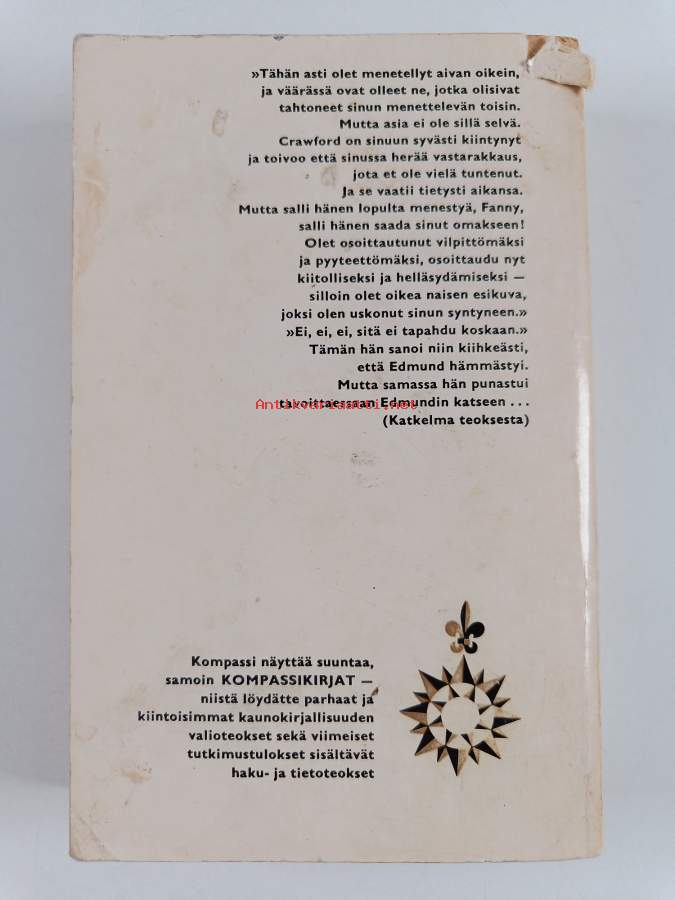 »Tähän asti olet menetellyt aivan oikein,
ja väärässä ovat olleet ne, jotka olisivat
tahtoneet sinun menettelevän toisin.
Mutta asia ei ole sillä selvä.
Crawford on sinuun syvästi kiintynyt
ja toivoo että sinussa herää vastarakkaus,
jota et ole vielä tuntenut.
Ja se vaatii tietysti aikansa.
Mutta salli hänen lopulta menestyä, Fanny,
salli hänen saada sinut omakseen!
Olet osoittautunut vilpittömäksi
ja pyyteettömäksi, osoittaudu nyt
kiitolliseksi ja helläsydämiseksi —
silloin olet oikea naisen esikuva,
joksi olen uskonut sinun syntyneen.»
»Ei, ei, ei, sitä ei tapahdu koskaan.»
Tämän hän sanoi niin kiihkeästi,
että Edmund hämmästyi.
Mutta samassa hän punastui
tavoittaessaan Edmundin katseen . . .
Antikvariaatti.net
(Katkelma teoksesta)
Kompassi näyttää suuntaa,
samoin KOMPASSIKIRJAT —
niistä löydätte parhaat ja
kiintoisimmat kaunokirjallisuuden
valioteokset sekä viimeiset
tutkimustulokset sisältävät
haku- ja tietoteokset